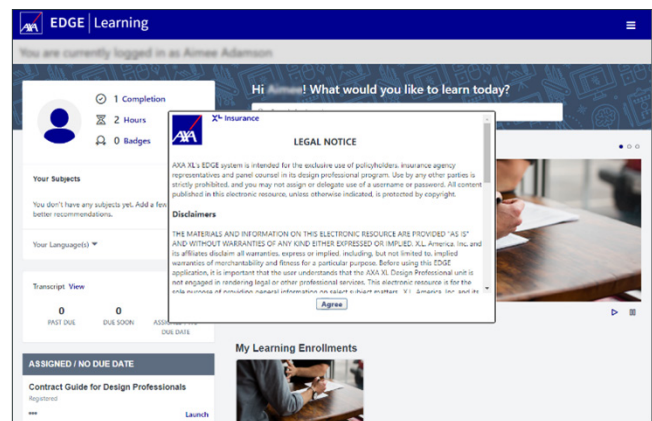 AXA EDGE Learning
You are currently logged in as Aimee Adamson
1 Completion
2 Hours
0 Badges
Hi Aimee! What would you like to learn today?
Your Subjects
You don't have any subjects yet. Add a few
better recommendations.
Your Language(s)
Transcript View
0
PAST DUE
0
DUE SOON
DUE DATE
ASSIGNED / NO DUE DATE
Contract Guide for Design Professionals
Registered
•••
Launch
AXA XL Insurance
LEGAL NOTICE
AXA XL's EDGE system is intended for the exclusive use of policyholders, insurance agency
representatives and panel counsel in its design professional program. Use by any other parties is
strictly prohibited, and you may not assign or delegate use of a username or password. All content
published in this electronic resource, unless otherwise indicated, is protected by copyright.
Disclaimers
THE MATERIALS AND INFORMATION ON THIS ELECTRONIC RESOURCE ARE PROVIDED "AS IS"
AND WITHOUT WARRANTIES OF ANY KIND EITHER EXPRESSED OR IMPLIED. X.L. America, Inc. and
its affiliates disclaim all warranties, express or implied, including, but not limited to, implied
warranties of merchantability and fitness for a particular purpose. Before using this EDGE
application, it is important that the user understands that the AXA XL Design Professional unit is
not engaged in rendering legal or other professional services. This electronic resource is for the
sole purpose of providing general information on select subject matters. X.L. America, Inc. and its
Agree
My Learning Enrollments